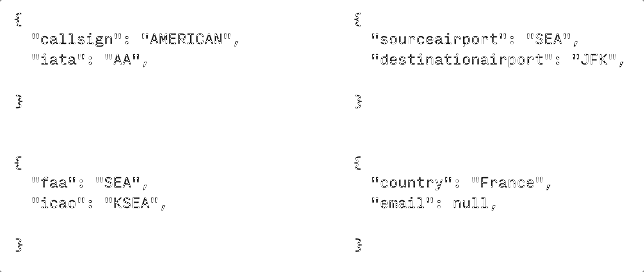 {
"callsign": "AMERICAN",
"iata": "AA",
}
{
"sourceairport": "SEA",
"destinationairport": "JFK",
}
{
"faa": "SEA",
"icao": "KSEA",
}
{
"country": "France",
"email": null,
}